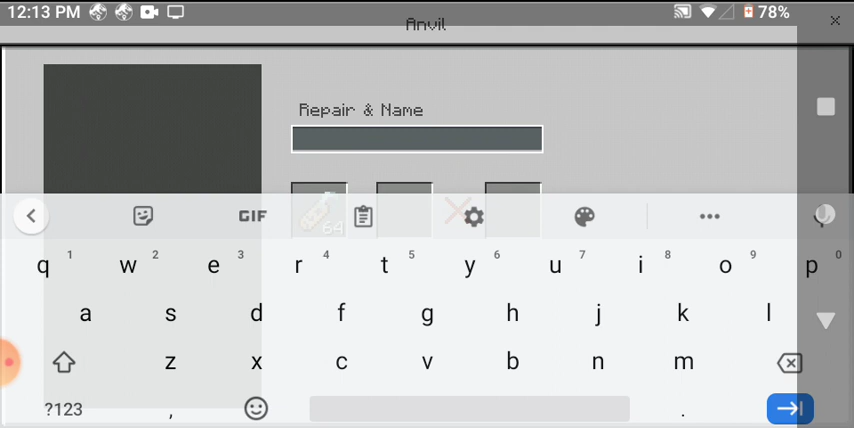 12:13 PM 78%
Anvil
Repair & Name
64
GIF
q 1 w 2 e 3 r 4 t 5 y 6 u 7 i 8 o 9 p 0
a s d f g h j k l
z x c v b n m
?123 , .